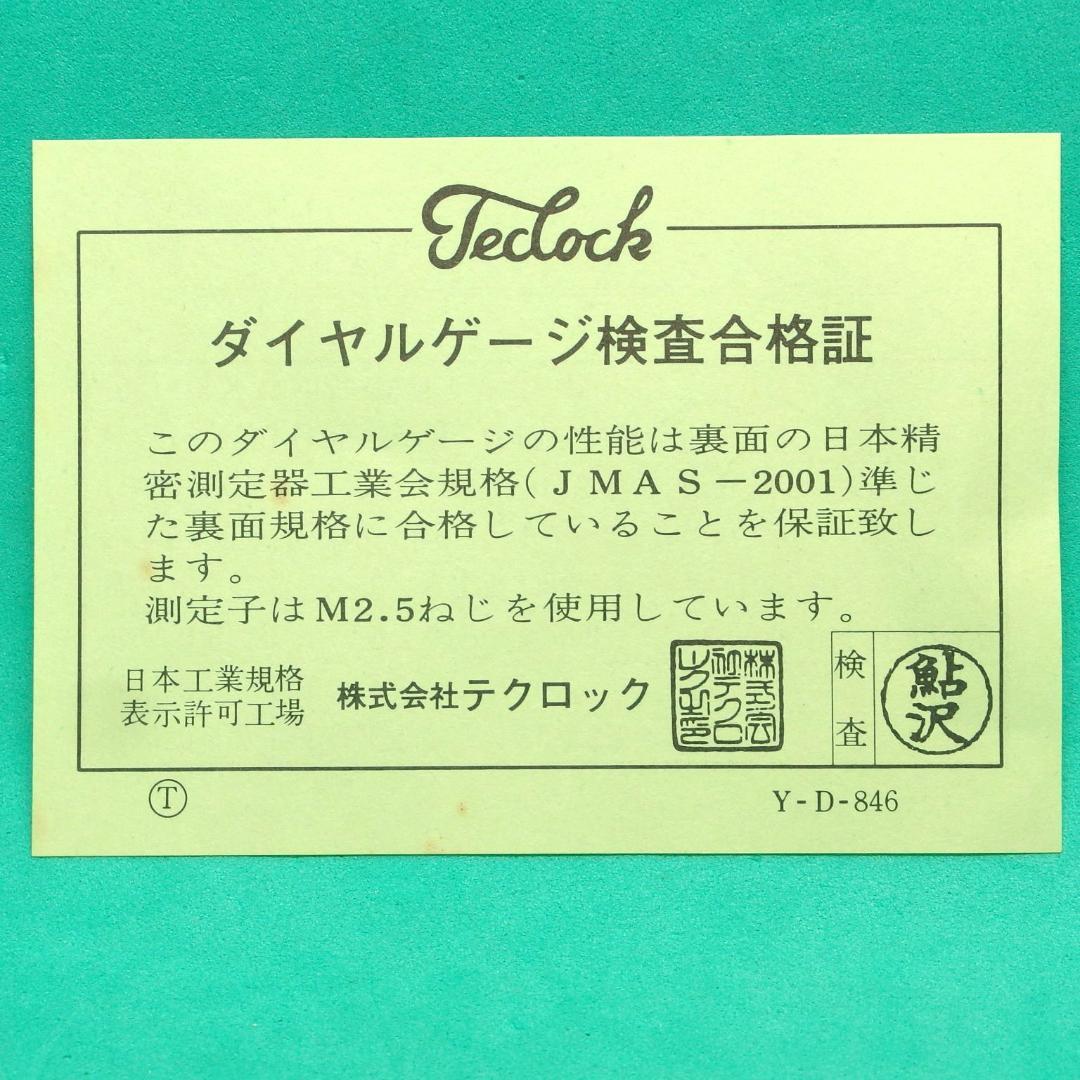 Teclock
ダイヤルゲージ検査合格証
このダイヤルゲージの性能は裏面の日本精
密測定器工業会規格(JMAS－2001)準じ
た裏面規格に合格していることを保証致し
ます。
測定子はM2.5ねじを使用しています。
日本工業規格
表示許可工場
株式会社テクロック
検査
鮎沢
Ⓣ
Y-D-846